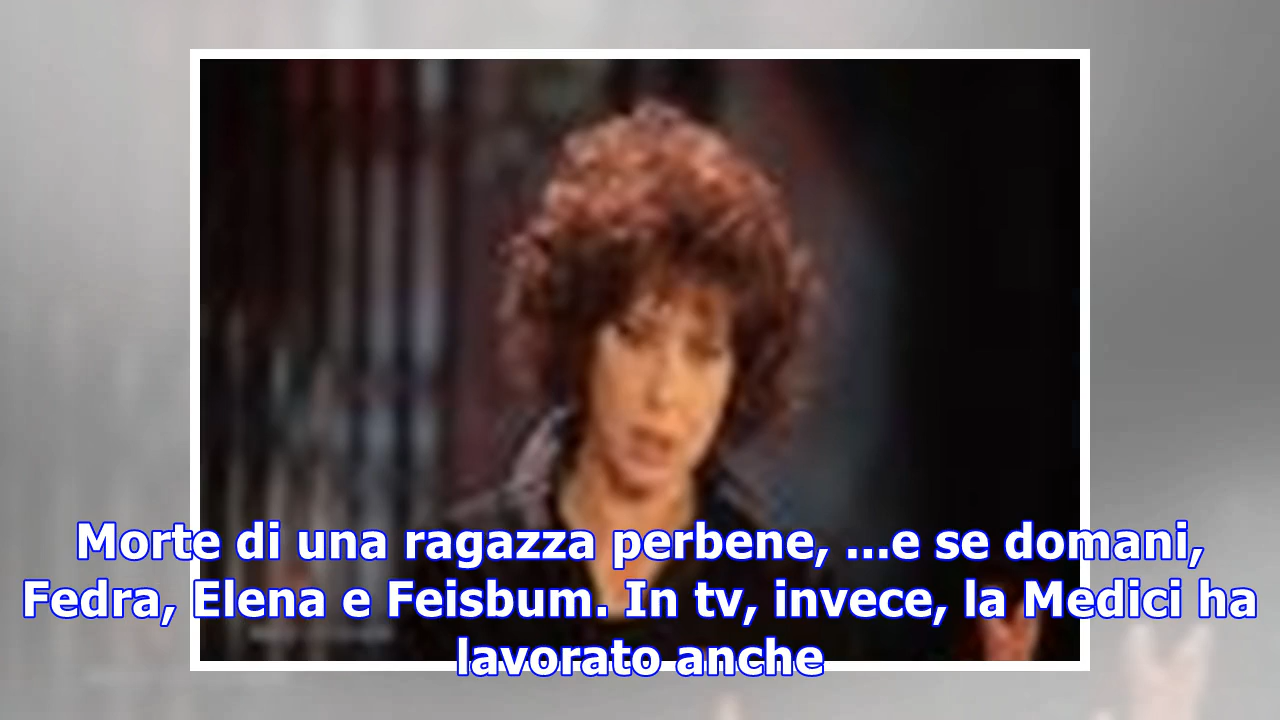 Morte di una ragazza perbene, ...e se domani,
Fedra, Elena e Feisbum. In tv, invece, la Medici ha
lavorato anche